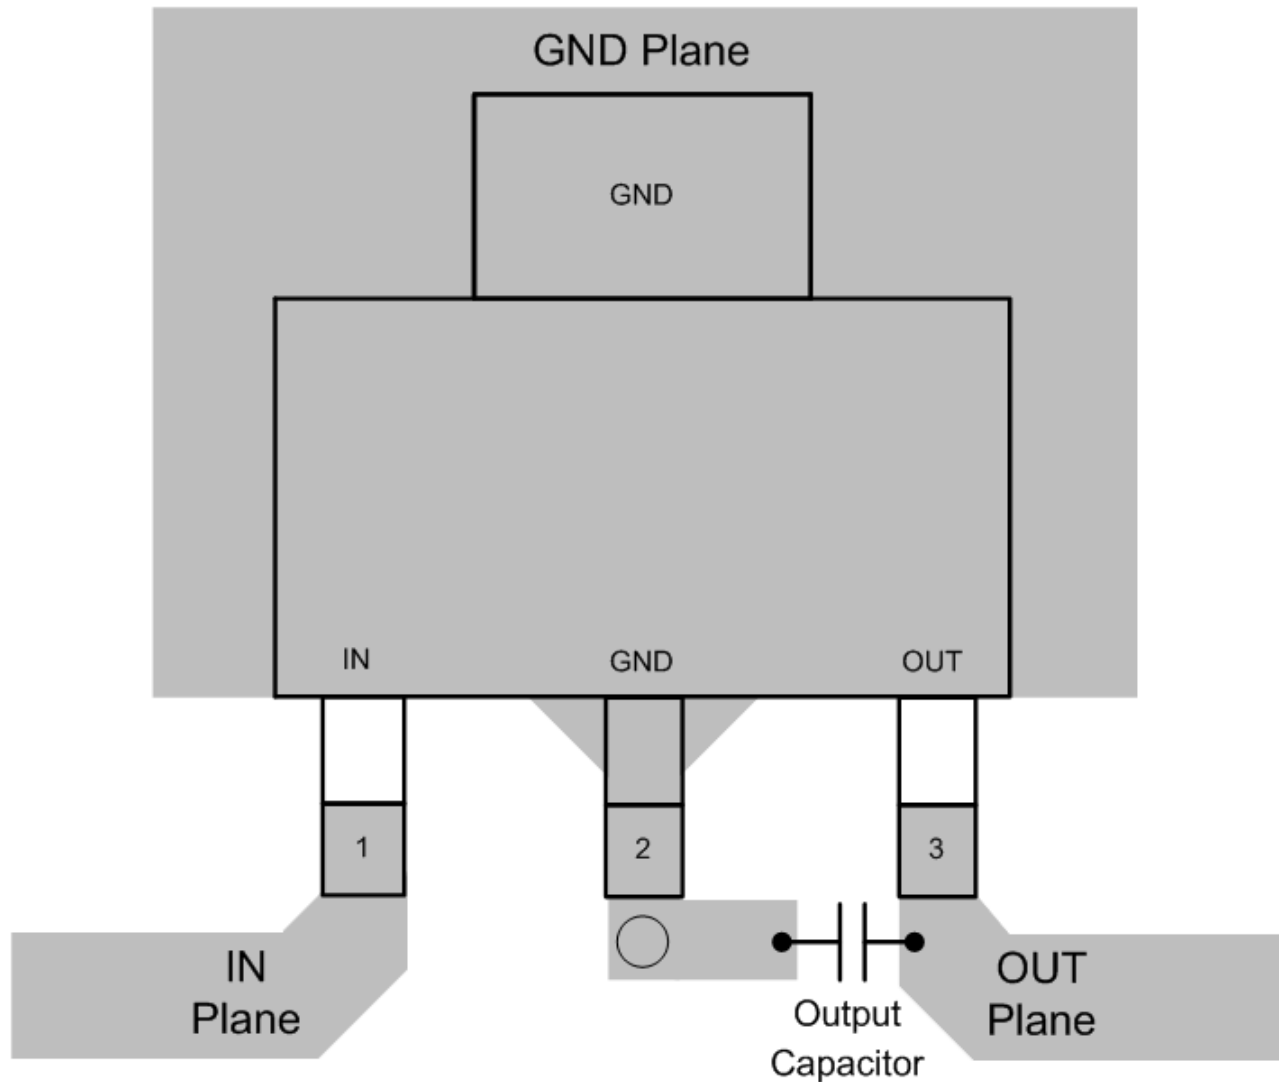 GND Plane
GND
IN
GND
OUT
1
2
3
IN
Plane
OUT
Plane
Output
Capacitor